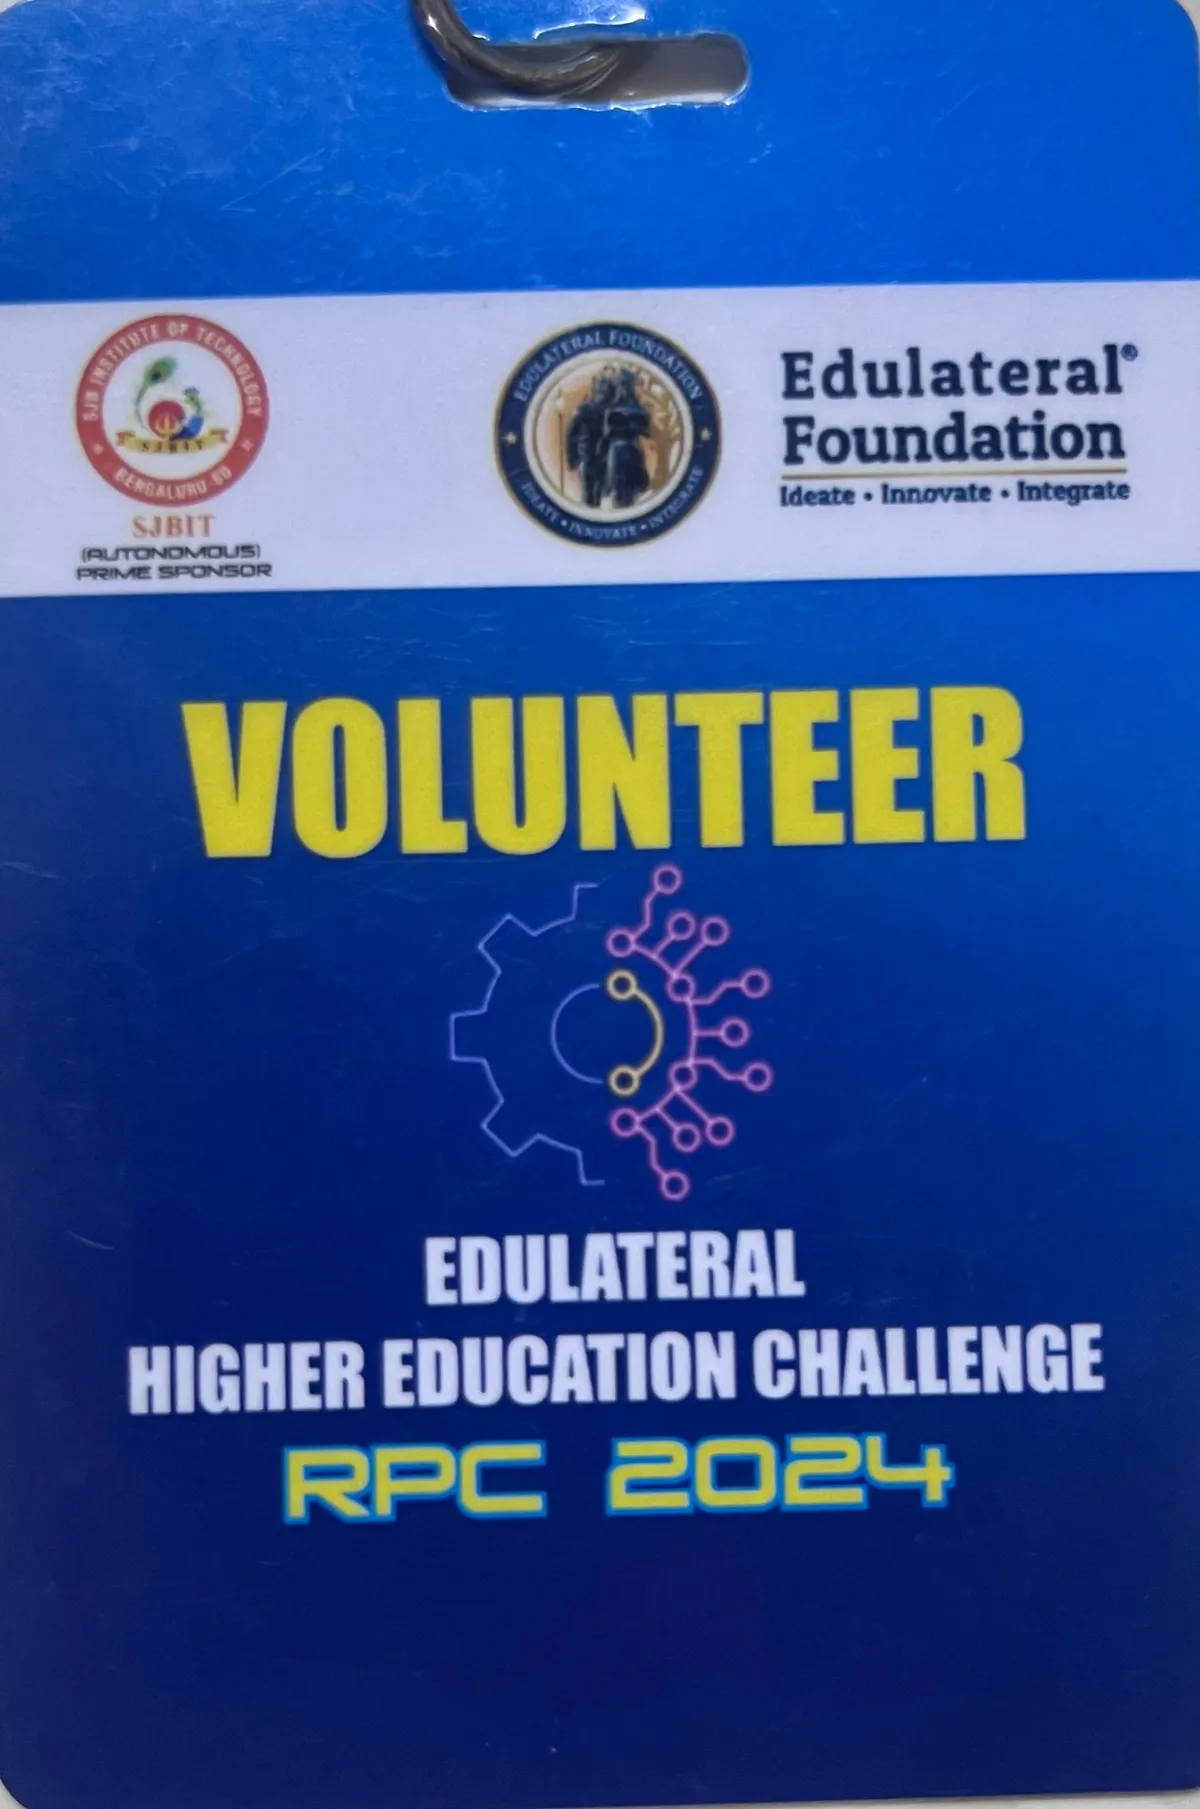 SJB INSTITUTE OF TECHNOLOGY
SJBIT
BENGALURU-60
SJBIT
(AUTONOMOUS)
PRIME SPONSOR
EDULATERAL FOUNDATION
IDEATE • INNOVATE • INTEGRATE
Edulateral®
Foundation
Ideate • Innovate • Integrate
VOLUNTEER
EDULATERAL
HIGHER EDUCATION CHALLENGE
RPC 2024